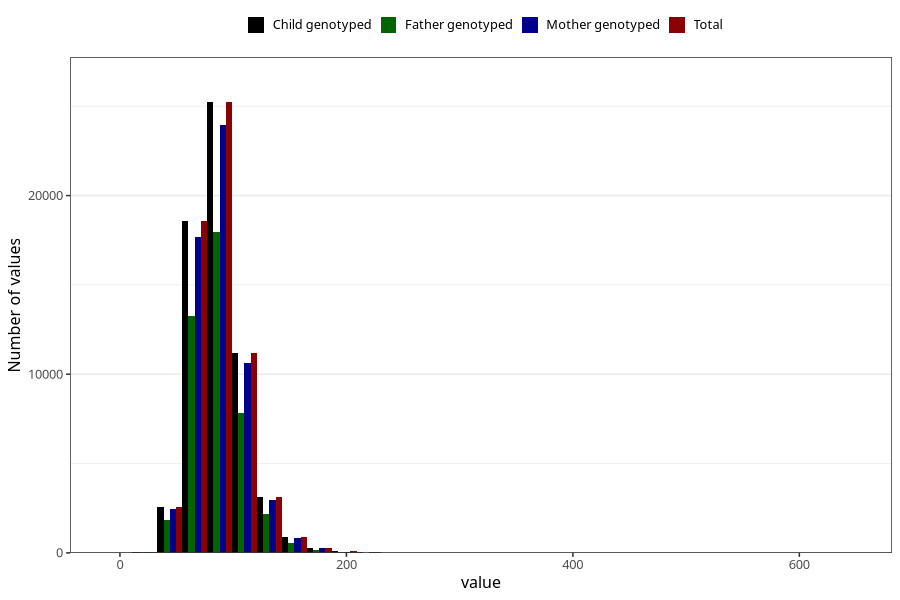 Child genotyped Father genotyped Mother genotyped Total
Number of values
20000
10000
0
0 200 400 600
value